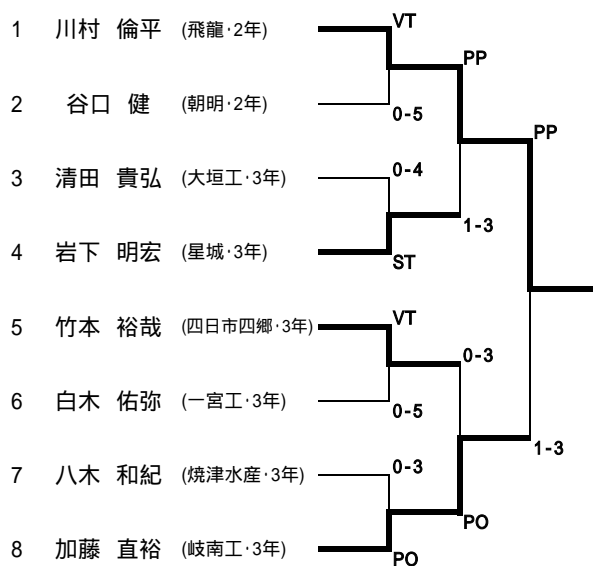 1 川村 倫平 (飛龍･2年) VT
PP
2 谷口 健 (朝明･2年) 0-5
PP
3 清田 貴弘 (大垣工･3年) 0-4
1-3
4 岩下 明宏 (星城･3年) ST
5 竹本 裕哉 (四日市四郷･3年) VT
0-3
6 白木 佑弥 (一宮工･3年) 0-5
1-3
7 八木 和紀 (焼津水産･3年) 0-3
PO
8 加藤 直裕 (岐南工･3年) PO